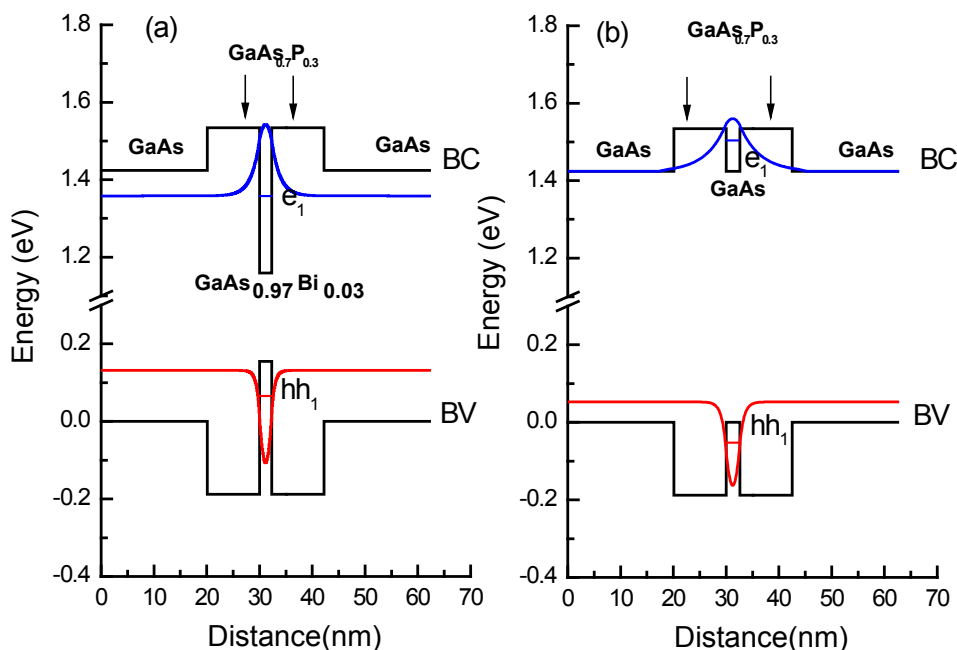 (a)
GaAs0.7P0.3
GaAs
GaAs
BC
e1
GaAs0.97Bi0.03
hh1
BV
Energy (eV)
1.8
1.6
1.4
1.2
0.2
0.0
-0.2
-0.4
0 10 20 30 40 50 60 70
Distance(nm)
(b)
GaAs0.7P0.3
GaAs
GaAs
BC
e1
GaAs
hh1
BV
Energy (eV)
1.8
1.6
1.4
1.2
0.2
0.0
-0.2
-0.4
0 10 20 30 40 50 60 70
Distance(nm)